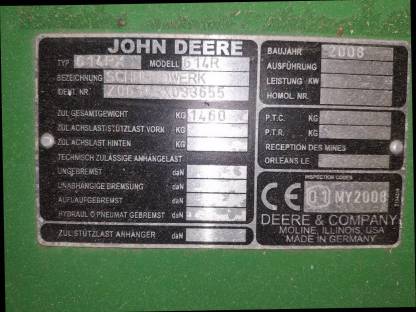 JOHN DEERE
TYP MODELL 614R
BEZEICHNUNG
IDENT. NR.
ZUL GESAMTGEWICHT KG 1460
ZUL ACHSLAST/STÜTZLAST VORN KG
ZUL ACHSLAST HINTEN KG
TECHNISCH ZULÄSSIGE ANHÄNGELAST
UNGEBREMST daN
UNABHÄNGIGE BREMSUNG daN
AUFLAUFGEBREMST daN
HYDRAUL O PNEUMAT GEBREMST daN
ZUL STÜTZLAST ANHÄNGER daN
BAUJAHR 2008
AUSFÜHRUNG
LEISTUNG KW
HOMOL. NR.
P.T.C. KG
P.T.R. KG
RECEPTION DES MINES
ORLEANS LE
INSPECTION CODES
CE 01 MY2008
DEERE & COMPANY
MOLINE, ILLINOIS, USA
MADE IN GERMANY